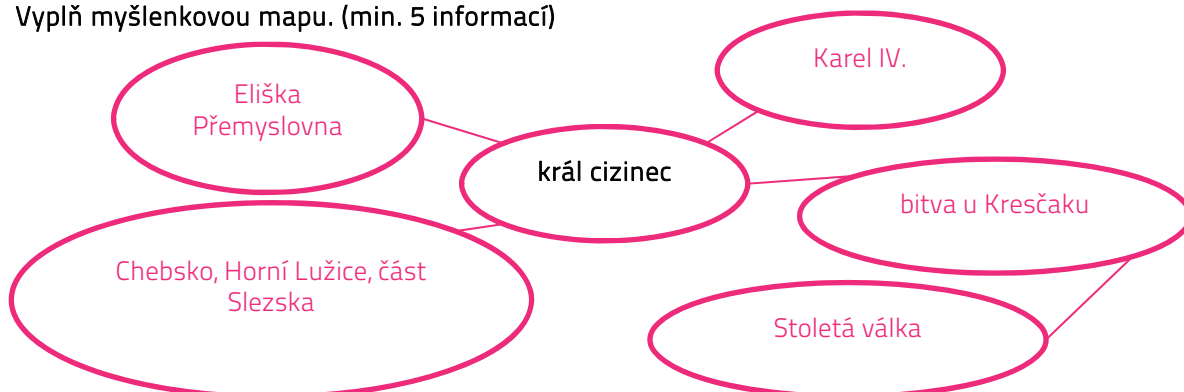 Vyplň myšlenkovou mapu. (min. 5 informací)
Karel IV.
Eliška
Přemyslovna
král cizinec
bitva u Kresčaku
Chebsko, Horní Lužice, část
Slezska
Stoletá válka